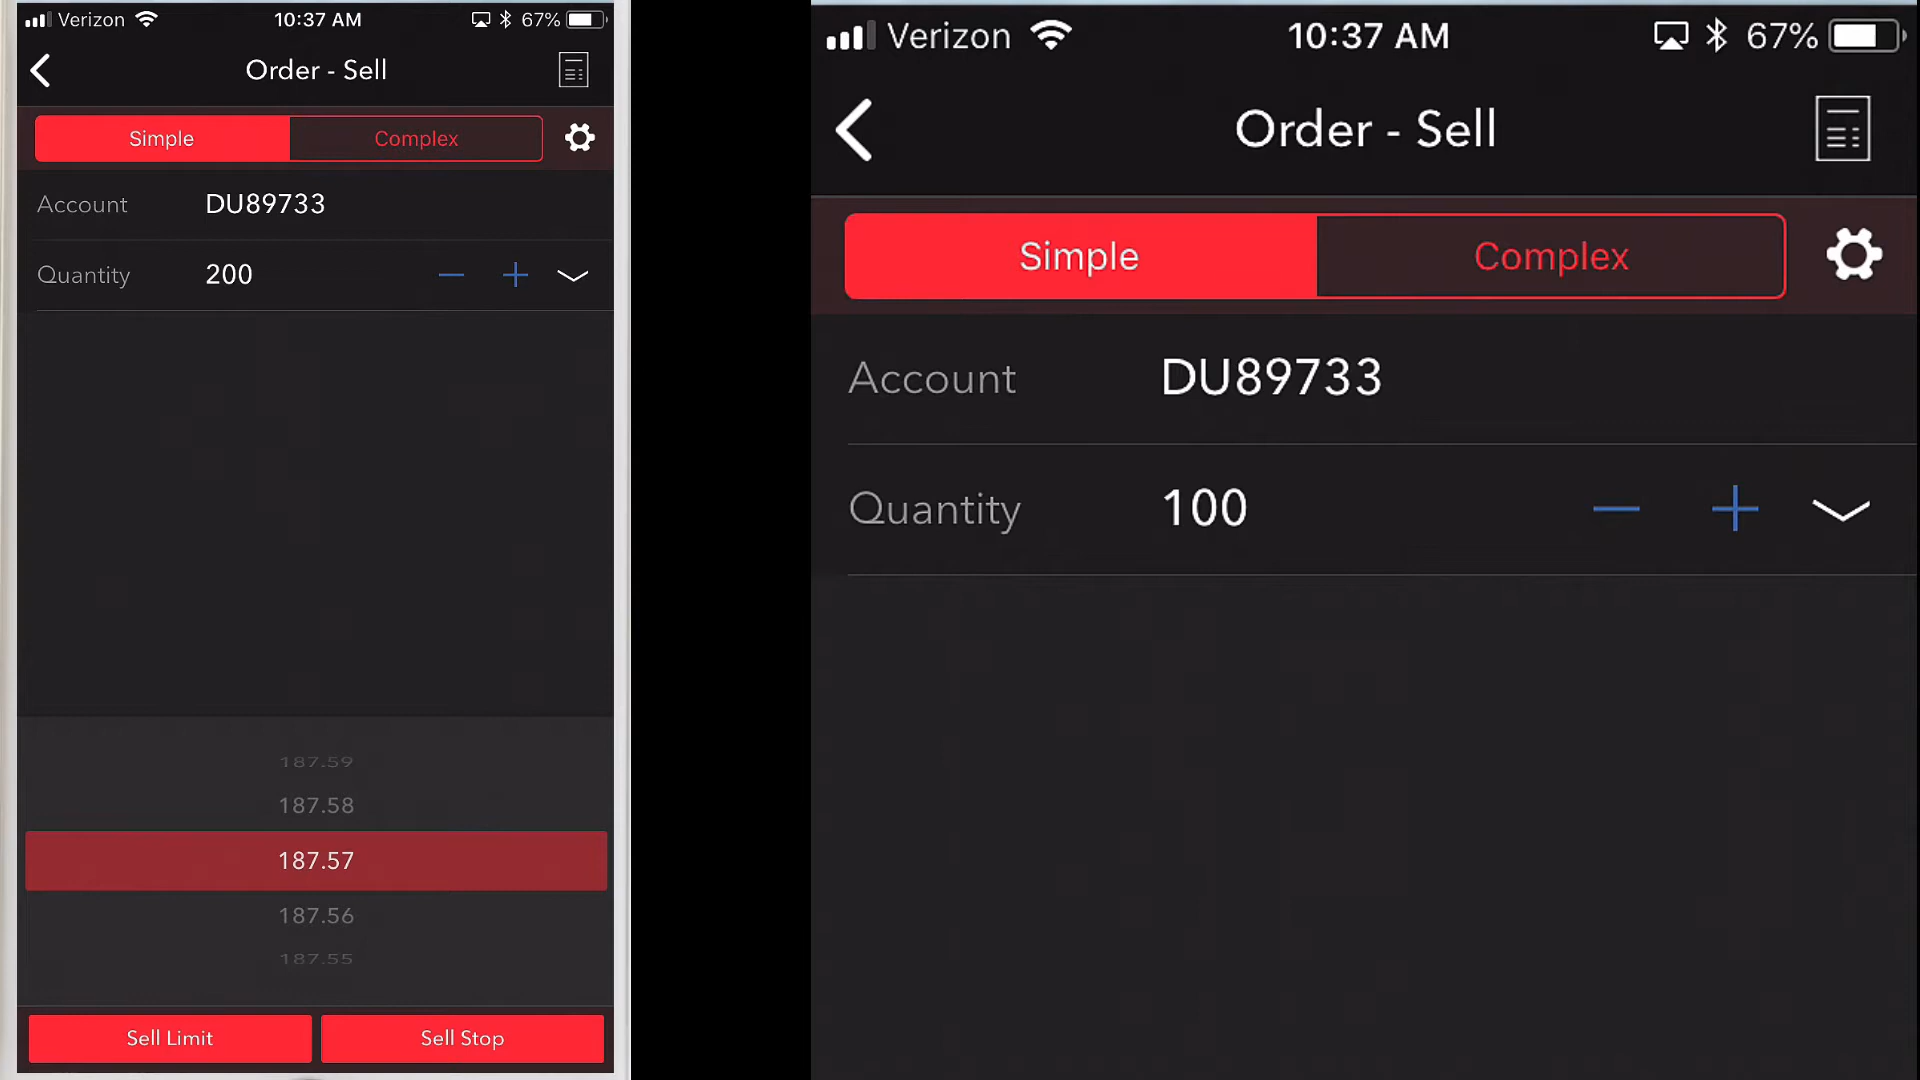 Verizon 10:37 AM 67%
Order - Sell
Simple Complex
Account DU89733
Quantity 200
187.59
187.58
187.57
187.56
187.55
Sell Limit Sell Stop
Verizon 10:37 AM 67%
Order - Sell
Simple Complex
Account DU89733
Quantity 100